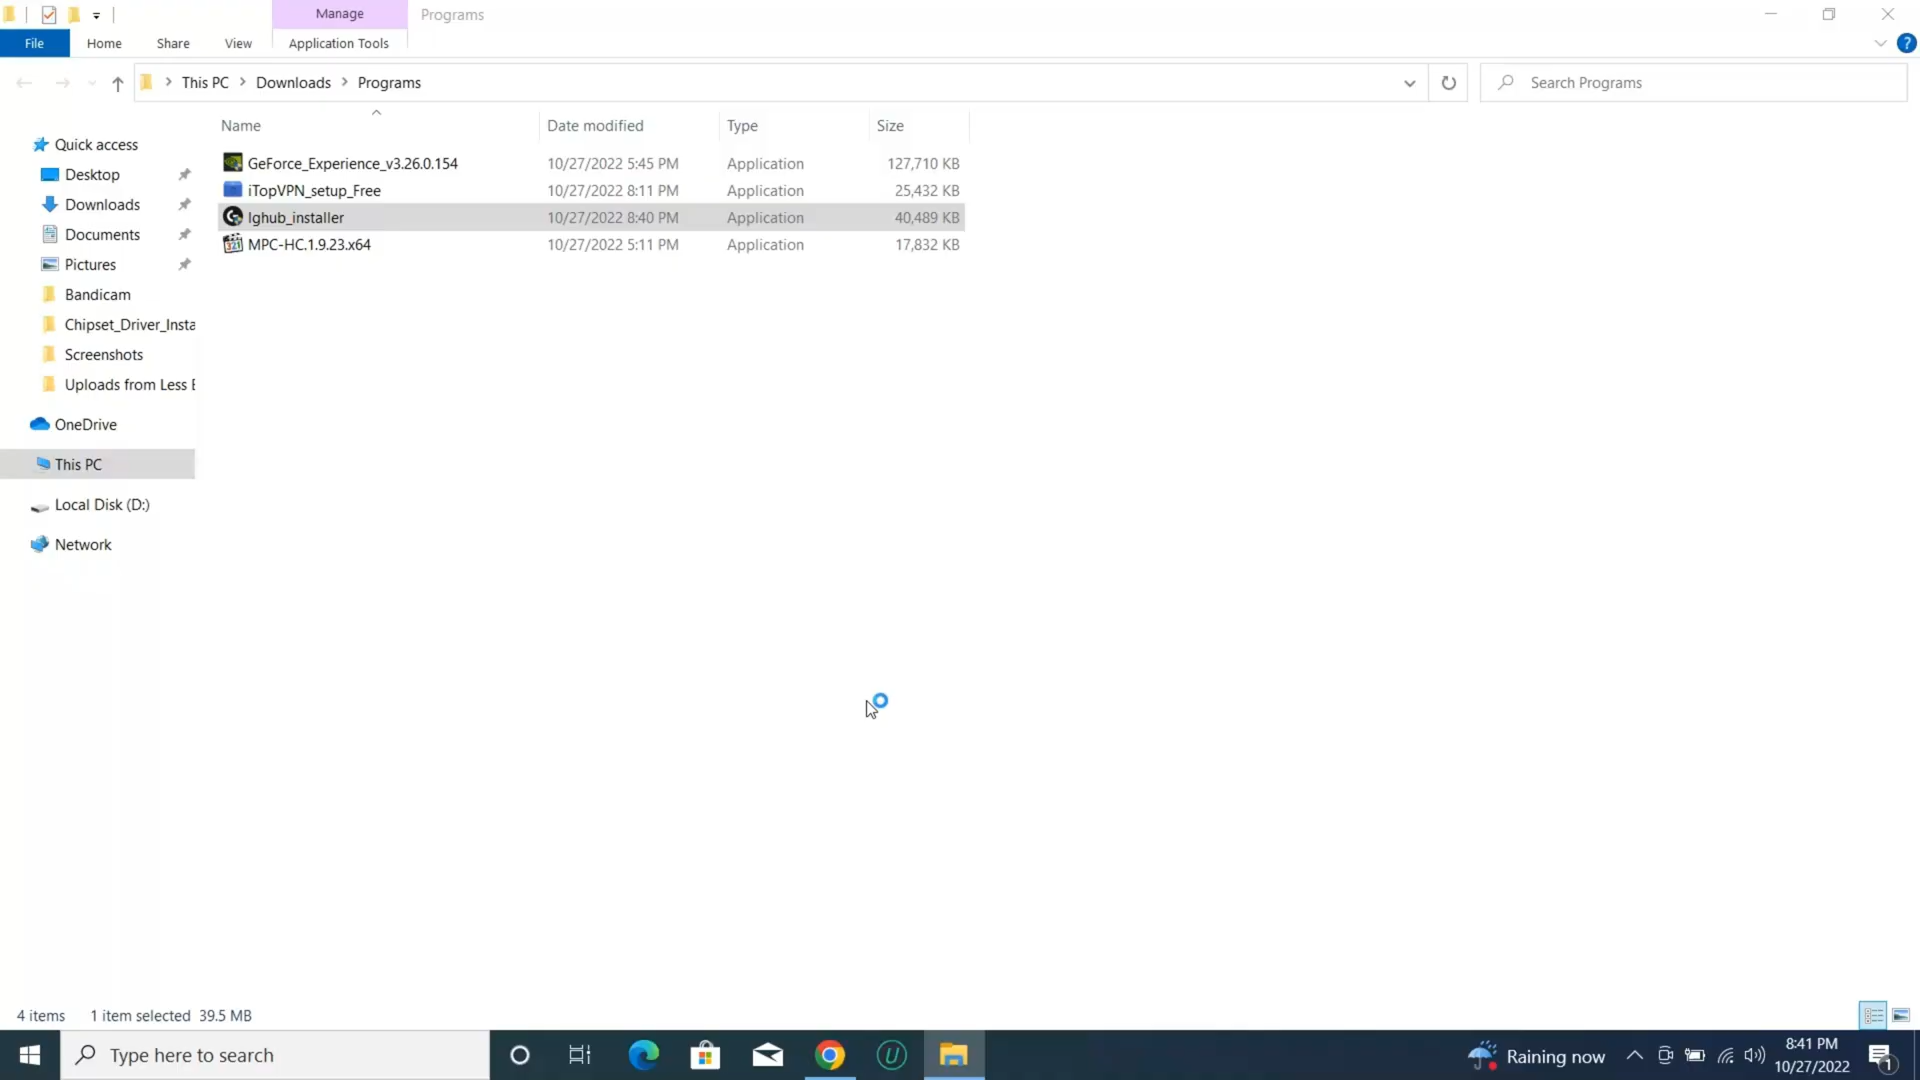 Manage
Programs
File
Home
Share
View
Application Tools
?
This PC
Downloads
Programs
Search Programs
Name
Date modified
Type
Size
GeForce_Experience_v3.26.0.154
10/27/2022 5:45 PM
Application
127,710 KB
iTopVPN_setup_Free
10/27/2022 8:11 PM
Application
25,432 KB
lghub_installer
10/27/2022 8:40 PM
Application
40,489 KB
MPC-HC.1.9.23.x64
10/27/2022 5:11 PM
Application
17,832 KB
Quick access
Desktop
Downloads
Documents
Pictures
Bandicam
Chipset_Driver_Insta
Screenshots
Uploads from Less
OneDrive
This PC
Local Disk (D:)
Network
4 items
1 item selected 39.5 MB
Type here to search
U
Raining now
8:41 PM
10/27/2022
1